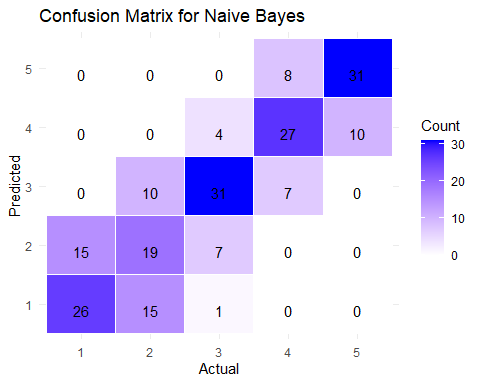 Confusion Matrix for Naive Bayes
5 0 0 0 8 31
4 0 0 4 27 10
3 0 10 31 7 0
2 15 19 7 0 0
1 26 15 1 0 0
1 2 3 4 5
Actual
Predicted
Count
30
20
10
0